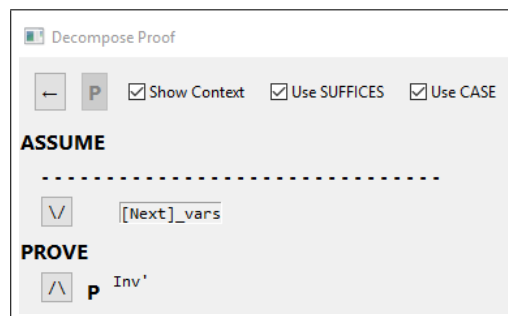 Decompose Proof
← P Show Context Use SUFFICES Use CASE
ASSUME
- - - - - - - - - - - - - - - - - - - - - - - - - - - - - - -
\/ [Next]_vars
PROVE
/\ P Inv'